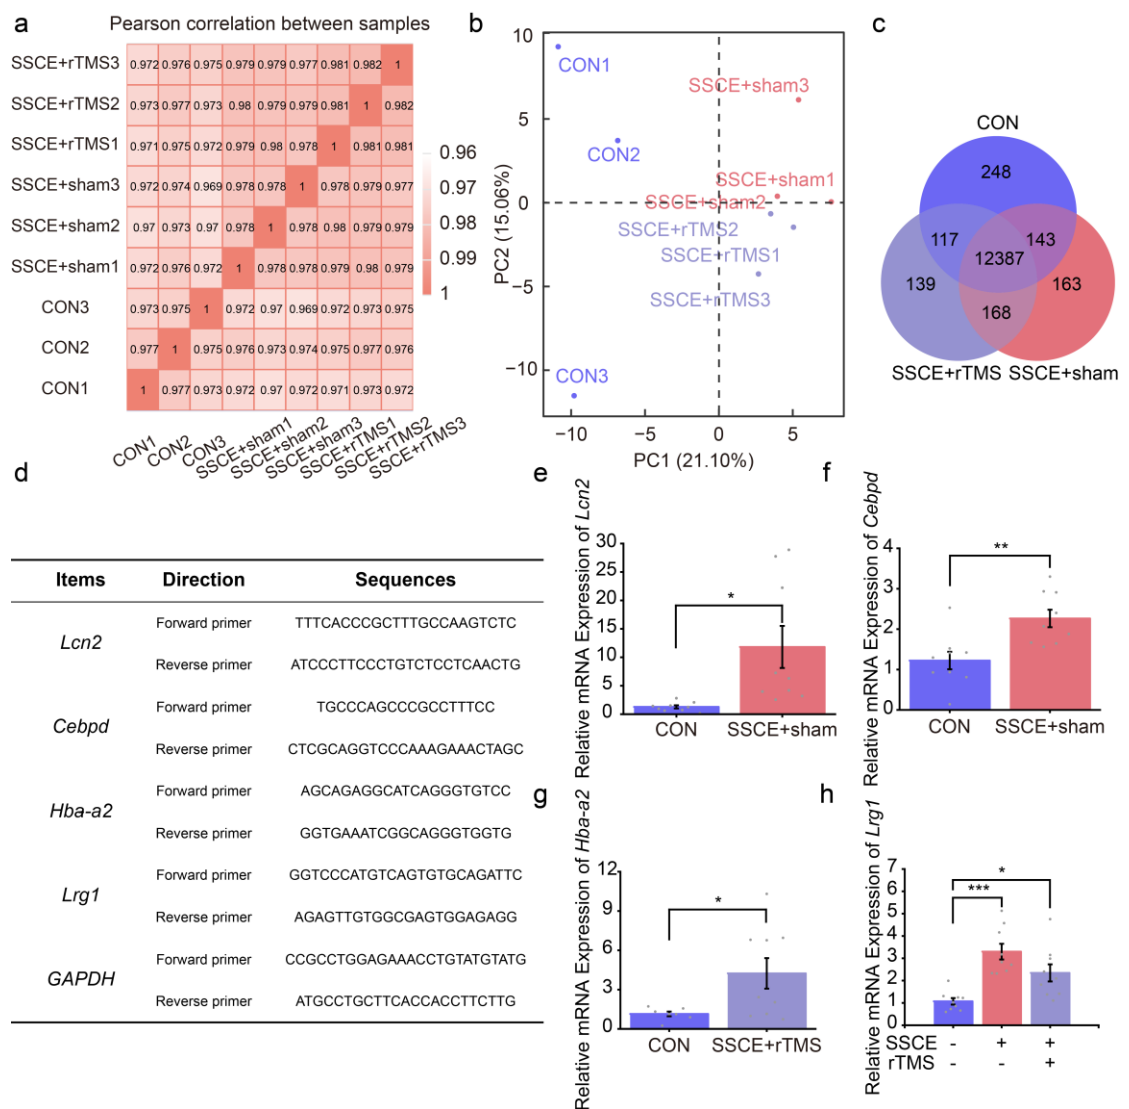 a
Pearson correlation between samples
SSCE+rTMS3 0.972 0.976 0.975 0.979 0.979 0.977 0.981 0.982 1
SSCE+rTMS2 0.973 0.977 0.973 0.98 0.979 0.979 0.981 1 0.982
SSCE+rTMS1 0.971 0.975 0.972 0.979 0.98 0.978 1 0.981 0.981
SSCE+sham3 0.972 0.974 0.969 0.978 0.978 1 0.978 0.979 0.977
SSCE+sham2 0.97 0.973 0.97 0.978 1 0.978 0.98 0.979 0.979
SSCE+sham1 0.972 0.976 0.972 1 0.978 0.978 0.979 0.98 0.979
CON3 0.973 0.975 1 0.972 0.97 0.969 0.972 0.973 0.975
CON2 0.977 1 0.975 0.976 0.973 0.974 0.975 0.977 0.976
CON1 1 0.977 0.973 0.972 0.97 0.972 0.971 0.973 0.972
CON1 CON2 CON3 SSCE+sham1 SSCE+sham2 SSCE+sham3 SSCE+rTMS1 SSCE+rTMS2 SSCE+rTMS3
0.96
0.97
0.98
0.99
1
b
PC2 (15.06%)
10
5
0
−5
−10
CON1
SSCE+sham3
CON2
SSCE+sham1
SSCE+sham2
SSCE+rTMS2
SSCE+rTMS1
SSCE+rTMS3
CON3
−10 −5 0 5
PC1 (21.10%)
c
CON
248
117 143
12387
139 163
168
SSCE+rTMS SSCE+sham
d
Items Direction Sequences
Lcn2
Forward primer TTTCACCCGCTTTGCCAAGTCTC
Reverse primer ATCCCTTCCCTGTCTCCTCAACTG
Cebpd
Forward primer TGCCCAGCCCGCCTTTCC
Reverse primer CTCGCAGGTCCCAAAGAAACTAGC
Hba-a2
Forward primer AGCAGAGGCATCAGGGTGTCC
Reverse primer GGTGAAATCGGCAGGGTGGTG
Lrg1
Forward primer GGTCCCATGTCAGTGTGCAGATTC
Reverse primer AGAGTTGTGGCGAGTGGAGAGG
GAPDH
Forward primer CCGCCTGGAGAAACCTGTATGTATG
Reverse primer ATGCCTGCTTCACCACCTTCTTG
e
Relative mRNA Expression of Lcn2
30
25
20
15
10
5
0
*
CON SSCE+sham
f
Relative mRNA Expression of Cebpd
4
3
2
1
0
**
CON SSCE+sham
g
Relative mRNA Expression of Hba-a2
12
9
6
3
0
*
CON SSCE+rTMS
h
Relative mRNA Expression of Lrg1
7
6
5
4
3
2
1
0
*
***
SSCE - + +
rTMS - - +